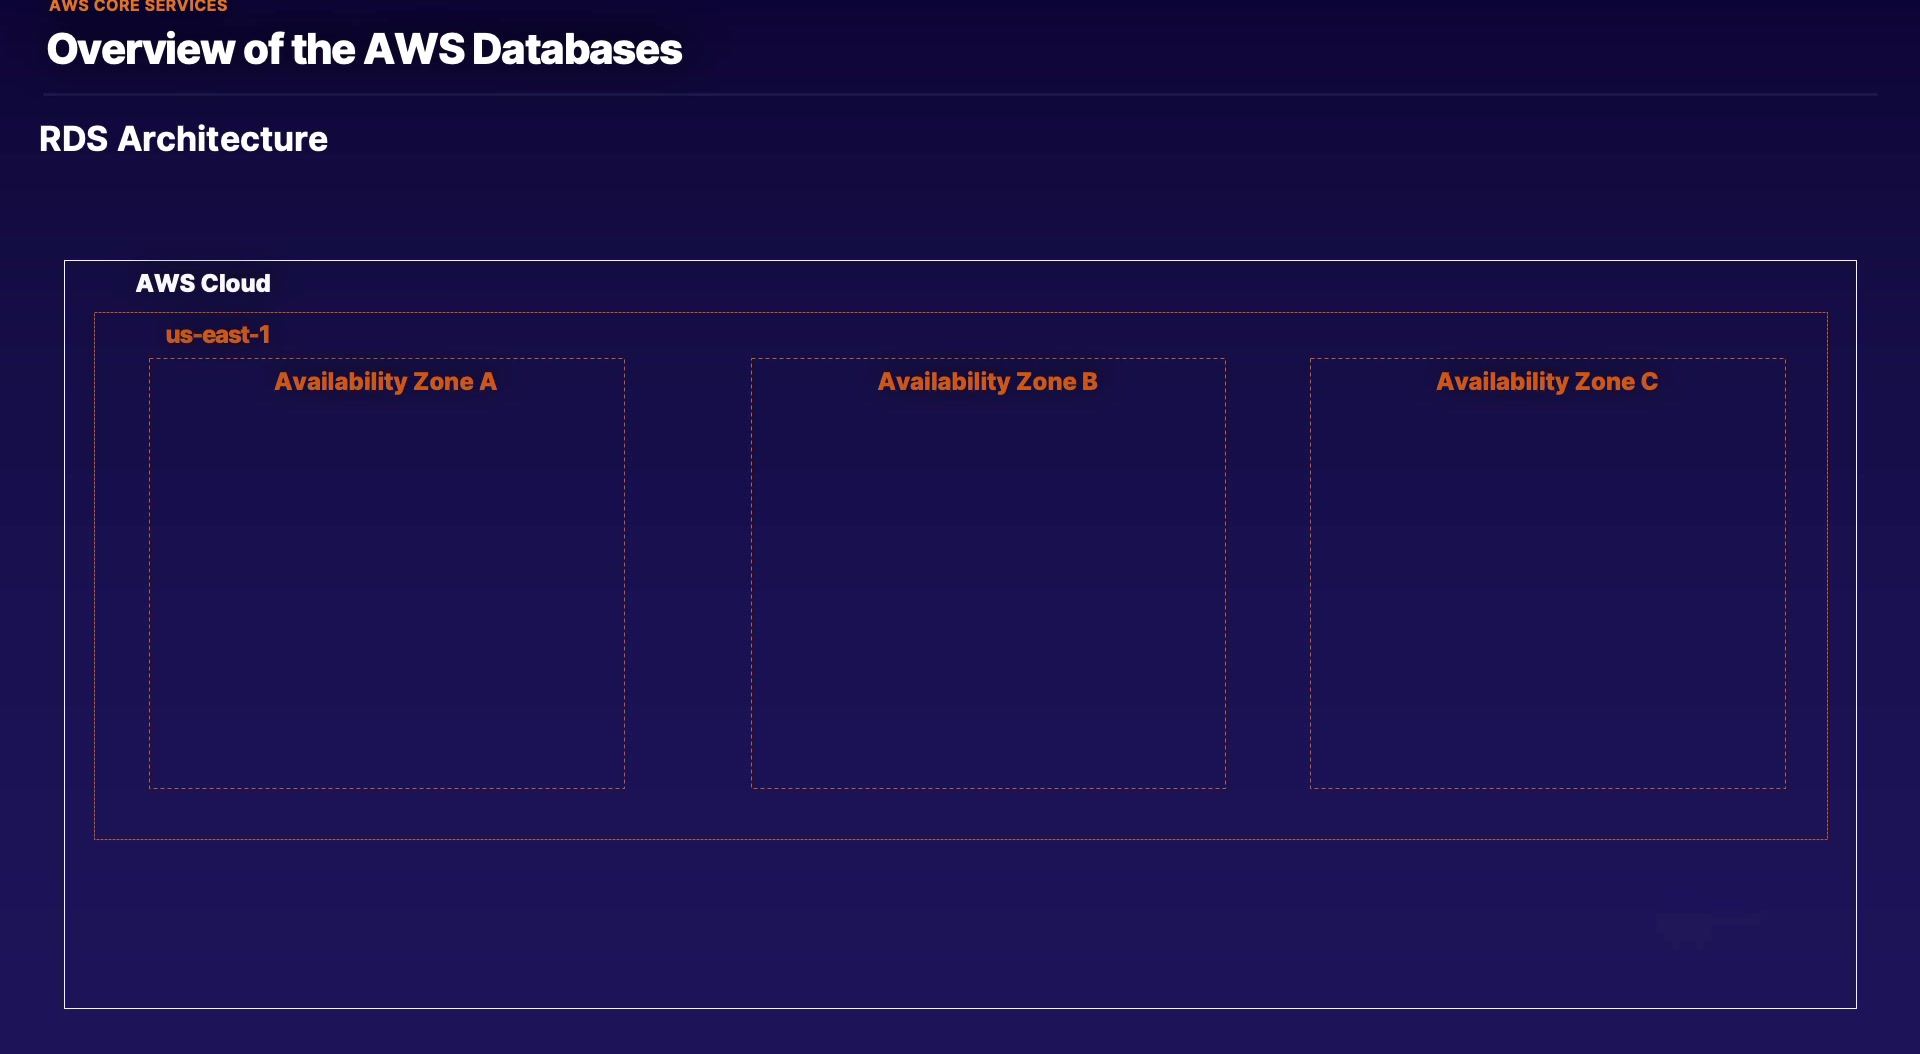 AWS CORE SERVICES
Overview of the AWS Databases
RDS Architecture
AWS Cloud
us-east-1
Availability Zone A
Availability Zone B
Availability Zone C